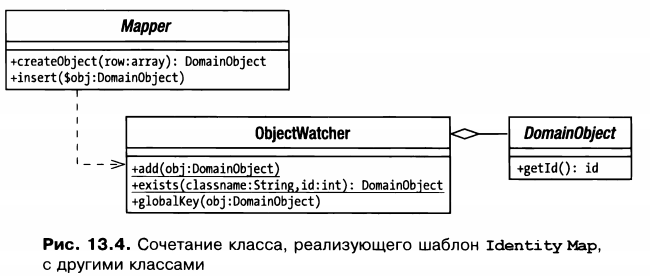 Mapper
+createObject(row:array): DomainObject
+insert($obj:DomainObject)
ObjectWatcher
+add(obj:DomainObject)
+exists(classname:String,id:int): DomainObject
+globalKey(obj:DomainObject)
DomainObject
+getId(): id
Рис. 13.4. Сочетание класса, реализующего шаблон Identity Map,
с другими классами